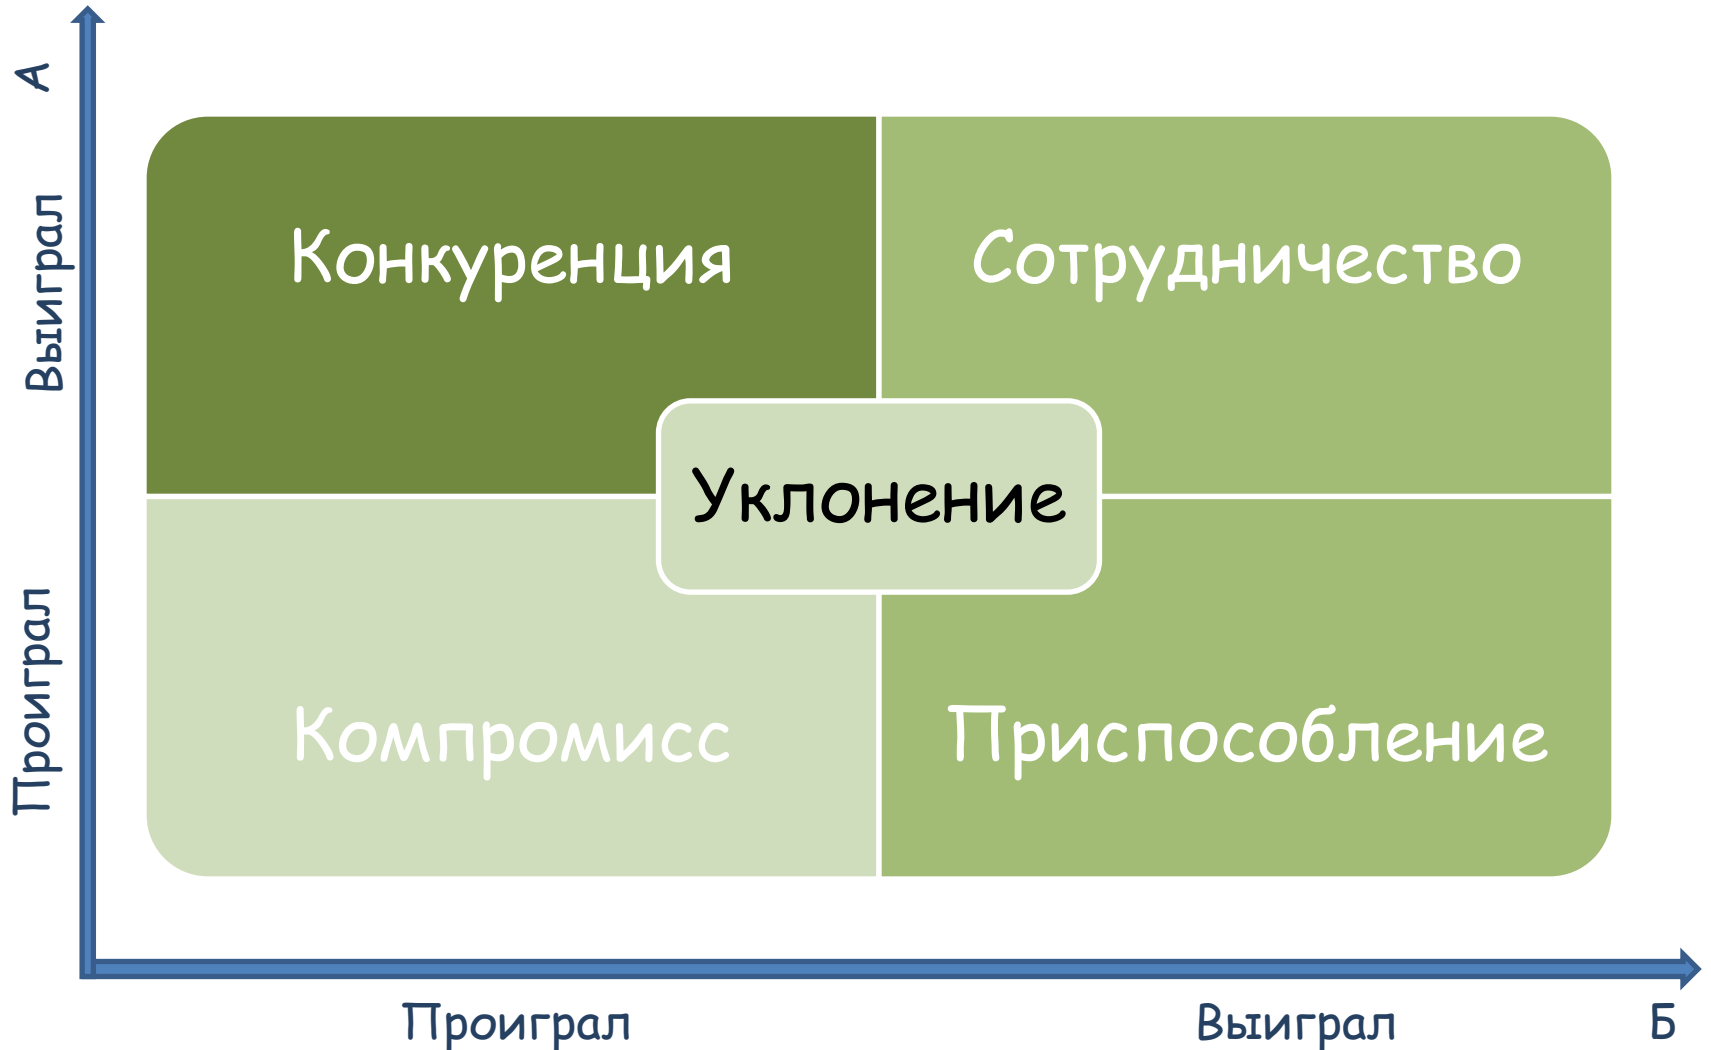 А
Выиграл
Проиграл
Конкуренция
Сотрудничество
Уклонение
Компромисс
Приспособление
Проиграл
Выиграл
Б